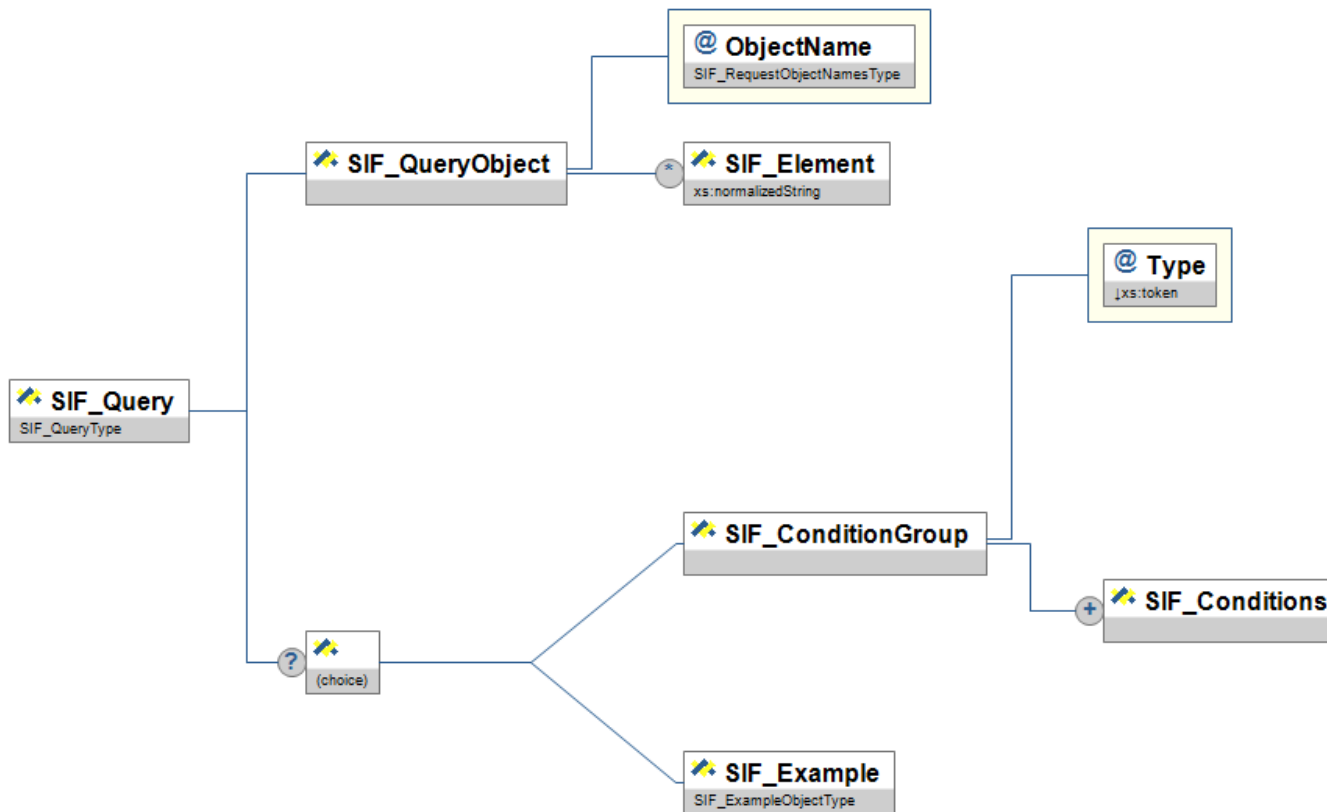 @ ObjectName
SIF_RequestObjectNamesType
SIF_QueryObject
* SIF_Element
xs:normalizedString
@ Type
↓xs:token
SIF_Query
SIF_QueryType
SIF_ConditionGroup
+ SIF_Conditions
?
(choice)
SIF_Example
SIF_ExampleObjectType